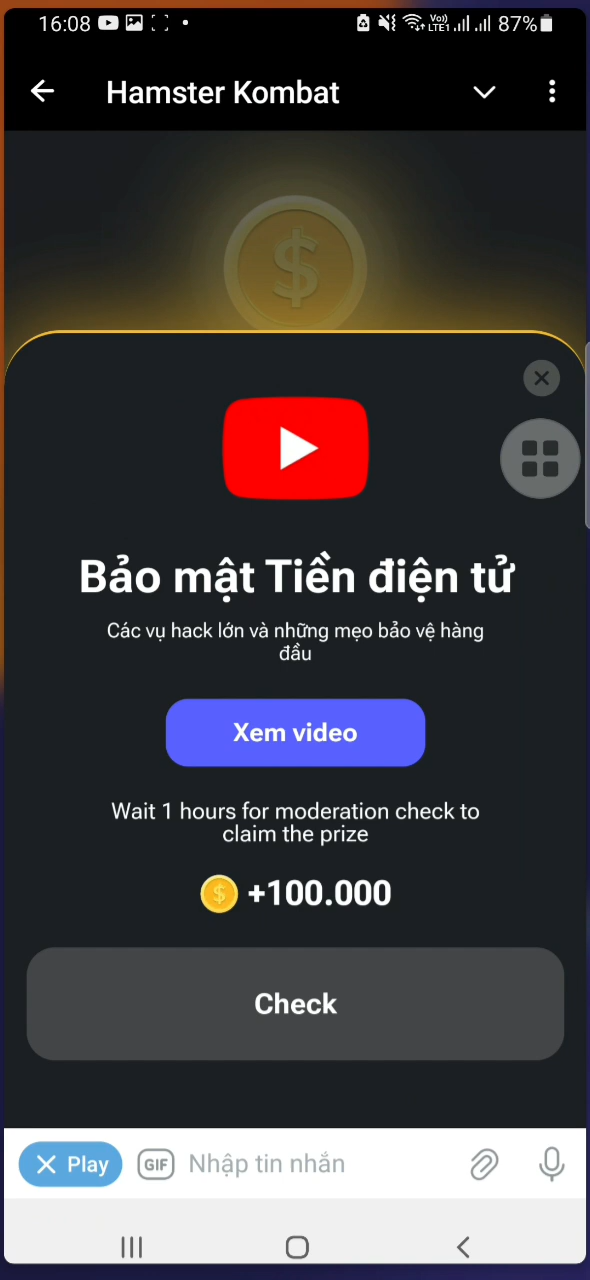 16:08
Vo))
LTE1
87%
Hamster Kombat
$
Bảo mật Tiền điện tử
Các vụ hack lớn và những mẹo bảo vệ hàng
đầu
Xem video
Wait 1 hours for moderation check to
claim the prize
$ +100.000
Check
Play
GIF
Nhập tin nhắn